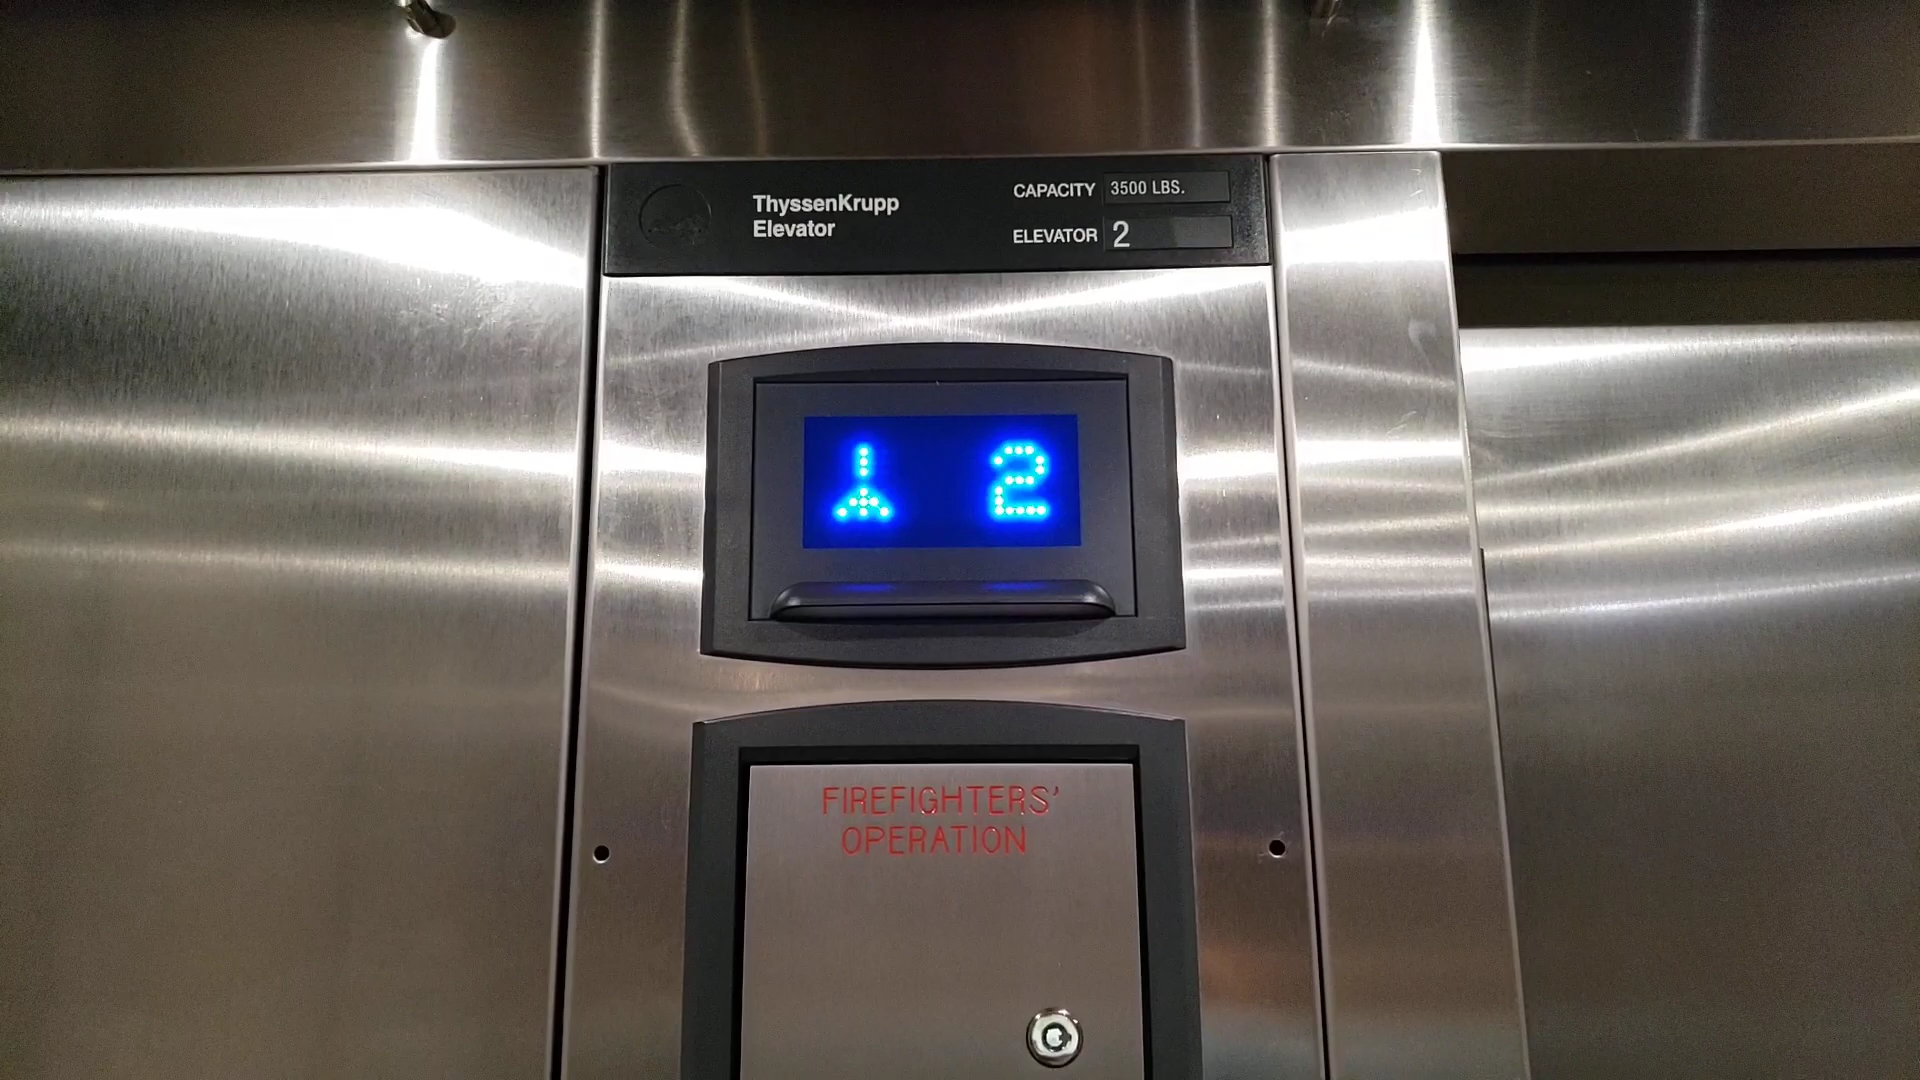 ThyssenKrupp
Elevator
CAPACITY 3500 LBS.
ELEVATOR 2
2
FIREFIGHTERS'
OPERATION